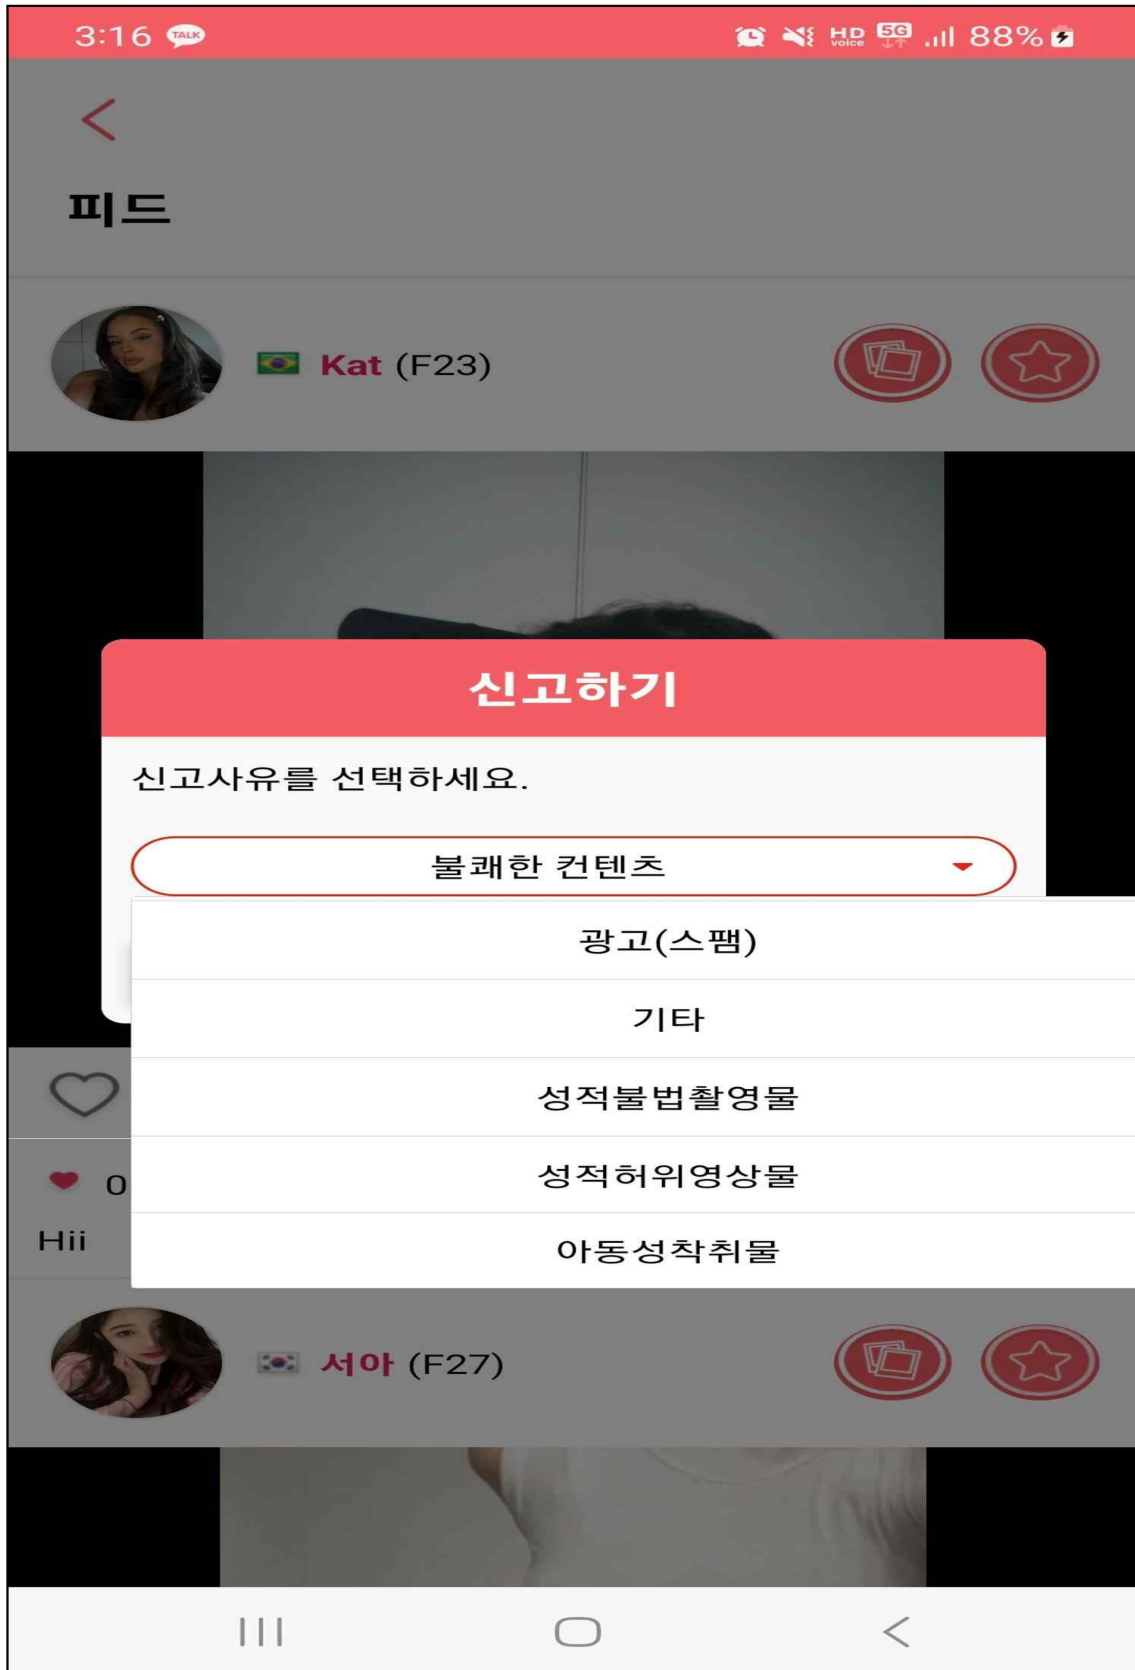 3:16 TALK HD voice 5G 88%
피드
Kat (F23)
신고하기
신고사유를 선택하세요.
불쾌한 컨텐츠
광고(스팸)
기타
성적불법촬영물
성적허위영상물
아동성착취물
0
Hii
서아 (F27)